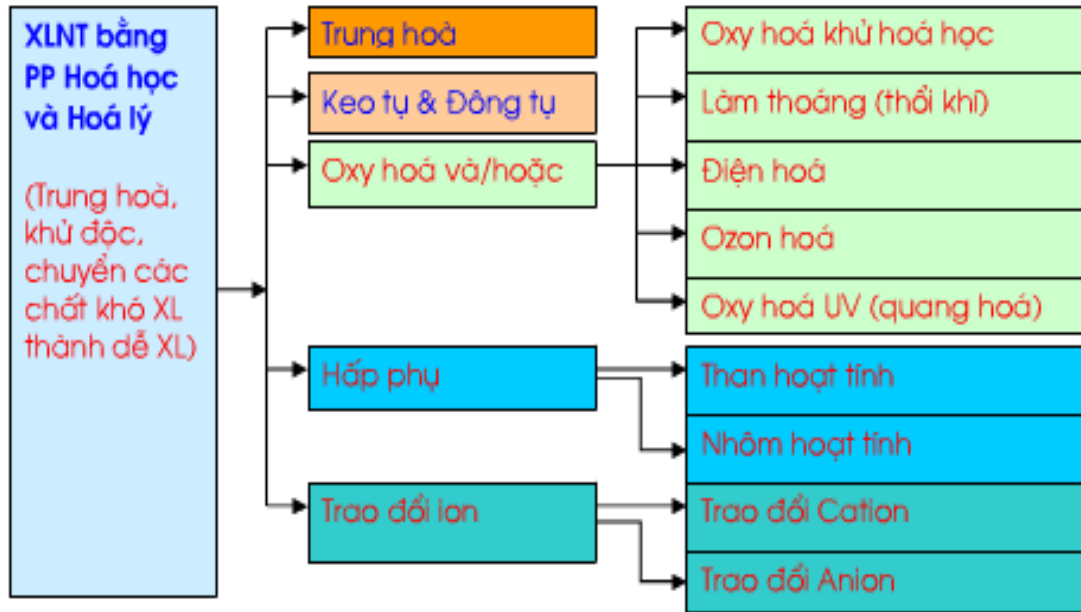 XLNT bằng
PP Hoá học
và Hoá lý
(Trung hoà,
khử độc,
chuyển các
chất khó XL
thành dễ XL)
Trung hoà
Keo tụ & Đông tụ
Oxy hoá và/hoặc
Hấp phụ
Trao đổi ion
Oxy hoá khử hoá học
Làm thoáng (thổi khí)
Điện hoá
Ozon hoá
Oxy hoá UV (quang hoá)
Than hoạt tính
Nhôm hoạt tính
Trao đổi Cation
Trao đổi Anion